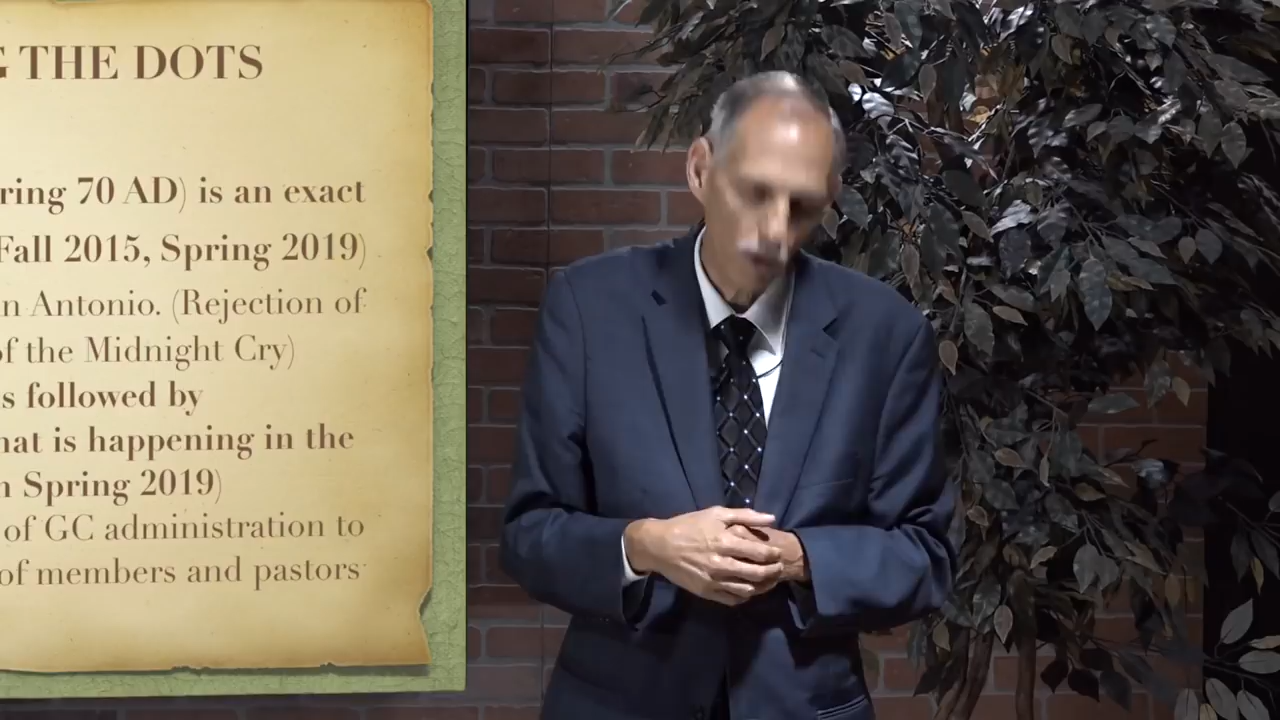 THE DOTS
ring 70 AD) is an exact
Fall 2015, Spring 2019)
n Antonio. (Rejection of
of the Midnight Cry)
s followed by
hat is happening in the
n Spring 2019)
of GC administration to
of members and pastors